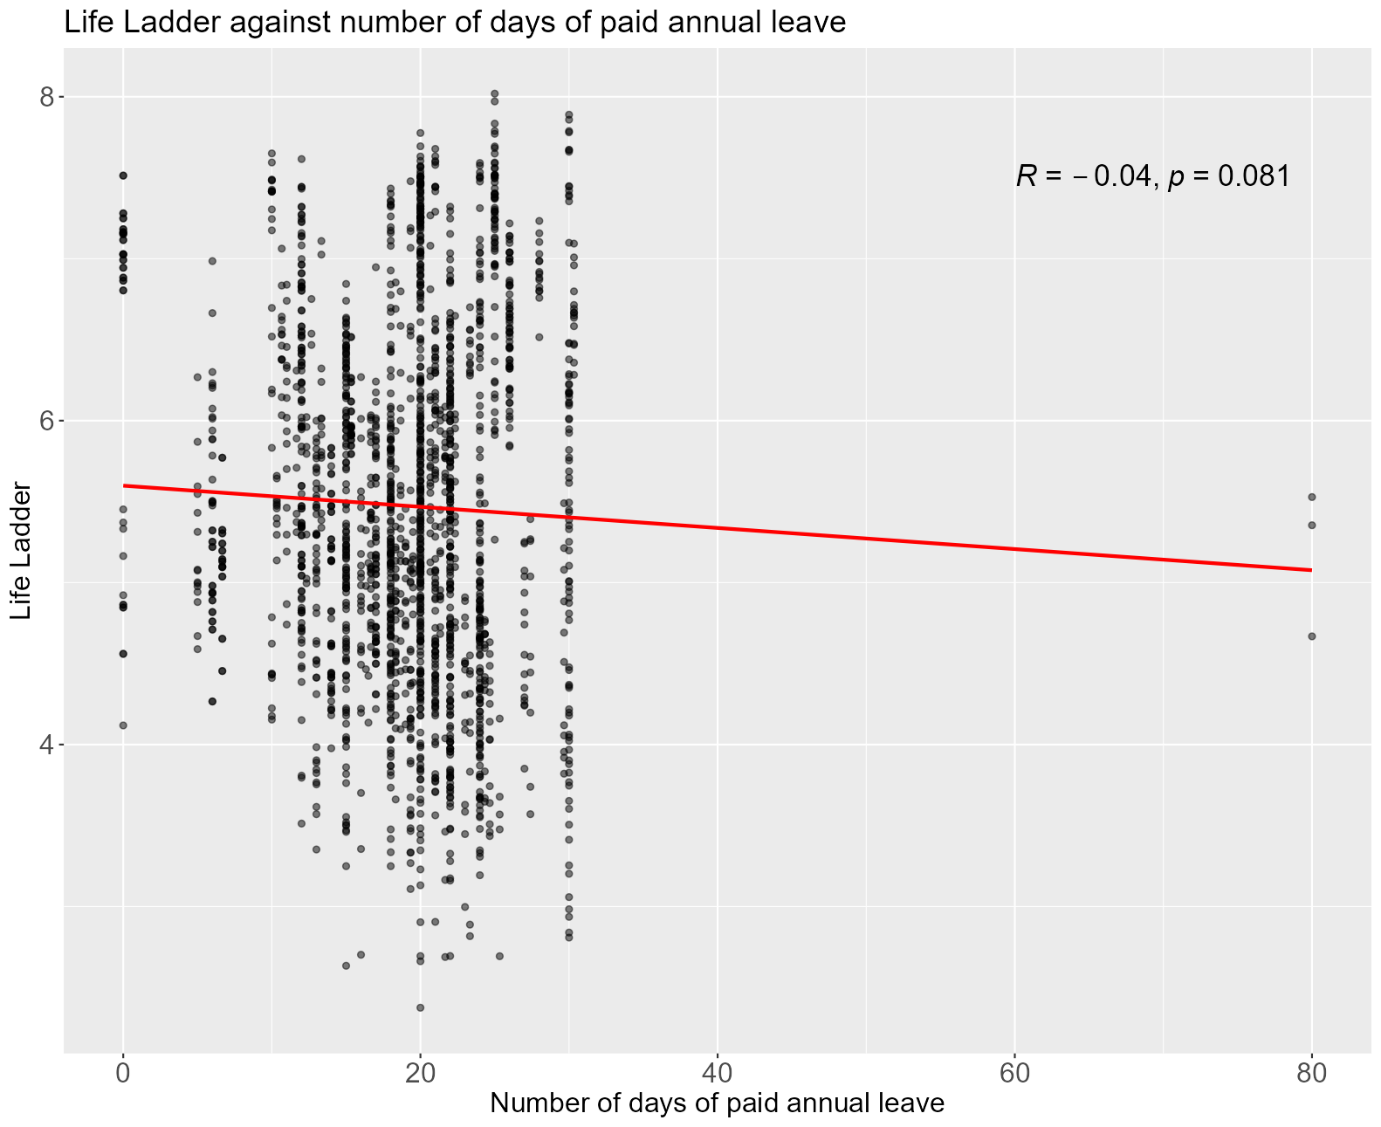 Life Ladder against number of days of paid annual leave
R = −0.04, p = 0.081
8
6
4
Life Ladder
0 20 40 60 80
Number of days of paid annual leave